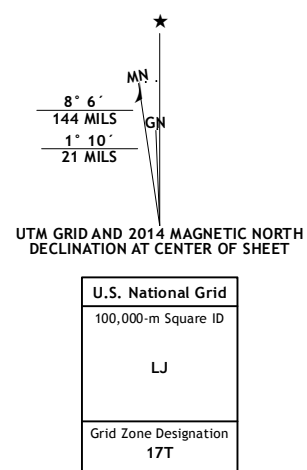 MN
8° 6´
144 MILS
GN
1° 10´
21 MILS
UTM GRID AND 2014 MAGNETIC NORTH
DECLINATION AT CENTER OF SHEET
U.S. National Grid
100,000-m Square ID
LJ
Grid Zone Designation
17T